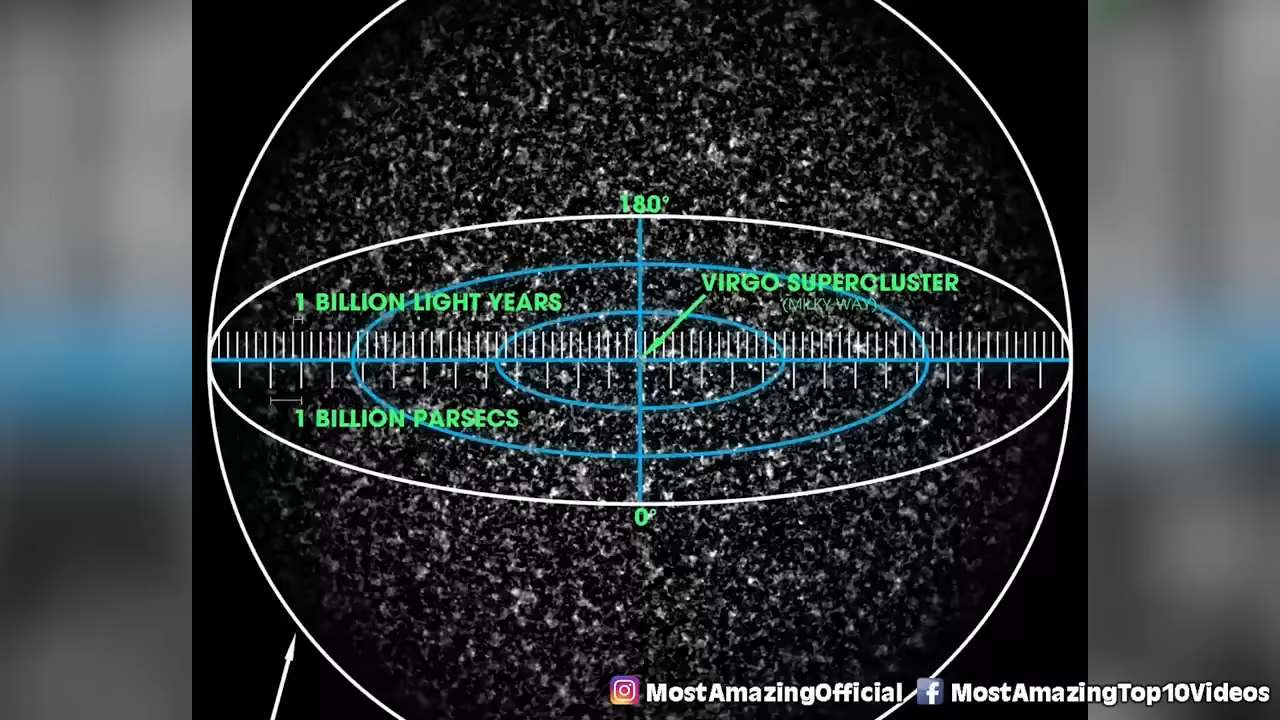 180°
VIRGO SUPERCLUSTER
(MILKY WAY)
1 BILLION LIGHT YEARS
1 BILLION PARSECS
0°
MostAmazingOfficial
MostAmazingTop10Videos